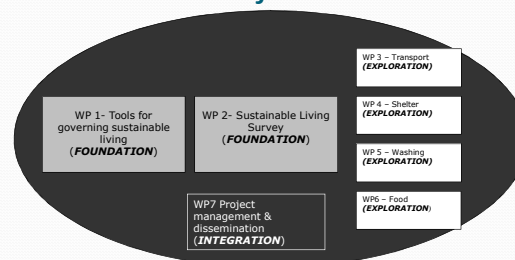 WP 1- Tools for
governing sustainable
living
(FOUNDATION)
WP 2- Sustainable Living
Survey
(FOUNDATION)
WP 3 – Transport
(EXPLORATION)
WP 4 – Shelter
(EXPLORATION)
WP 5 – Washing
(EXPLORATION)
WP6 – Food
(EXPLORATION)
WP7 Project
management &
dissemination
(INTEGRATION)